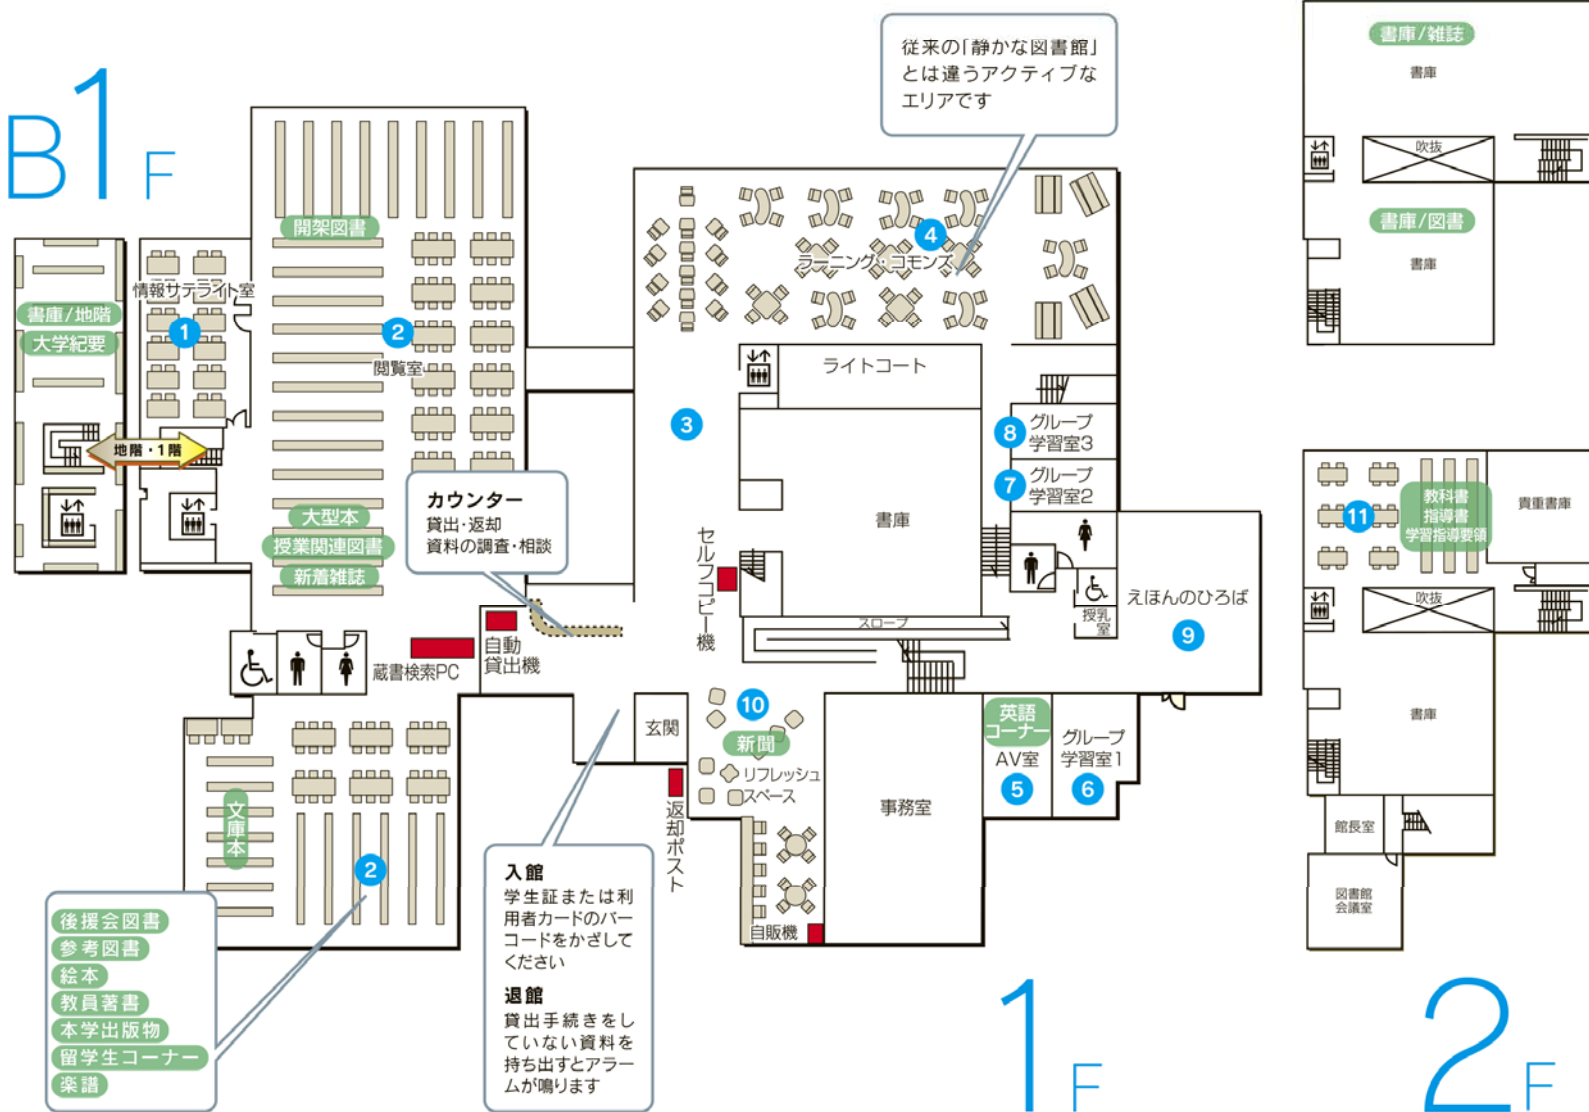 B1F
書庫/地階
大学紀要
地階・1階
情報サテライト室
1
開架図書
2
閲覧室
大型本
授業関連図書
新着雑誌
カウンター
貸出・返却
資料の調査・相談
蔵書検索PC
自動
貸出機
文庫本
2
後援会図書
参考図書
絵本
教員著書
本学出版物
留学生コーナー
楽譜
入館
学生証または利
用者カードのバー
コードをかざして
ください
退館
貸出手続きをし
ていない資料を
持ち出すとアラー
ムが鳴ります
玄関
返却ポスト
従来の「静かな図書館」
とは違うアクティブな
エリアです
4
ラーニング・コモンズ
3
ライトコート
書庫
セルフコピー機
スロープ
8
グループ
学習室3
7
グループ
学習室2
授乳室
えほんのひろば
9
10
新聞
リフレッシュ
スペース
自販機
事務室
英語
コーナー
AV室
5
グループ
学習室1
6
1F
書庫/雑誌
書庫
吹抜
書庫/図書
書庫
11
教科書
指導書
学習指導要領
貴重書庫
吹抜
書庫
館長室
図書館
会議室
2F